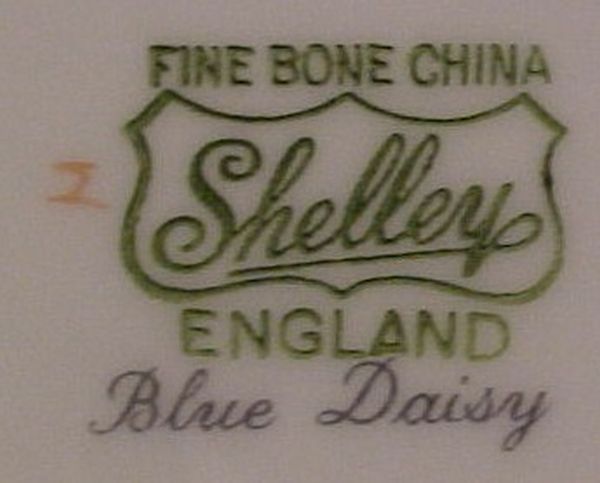 FINE BONE CHINA
Shelley
ENGLAND
Blue Daisy